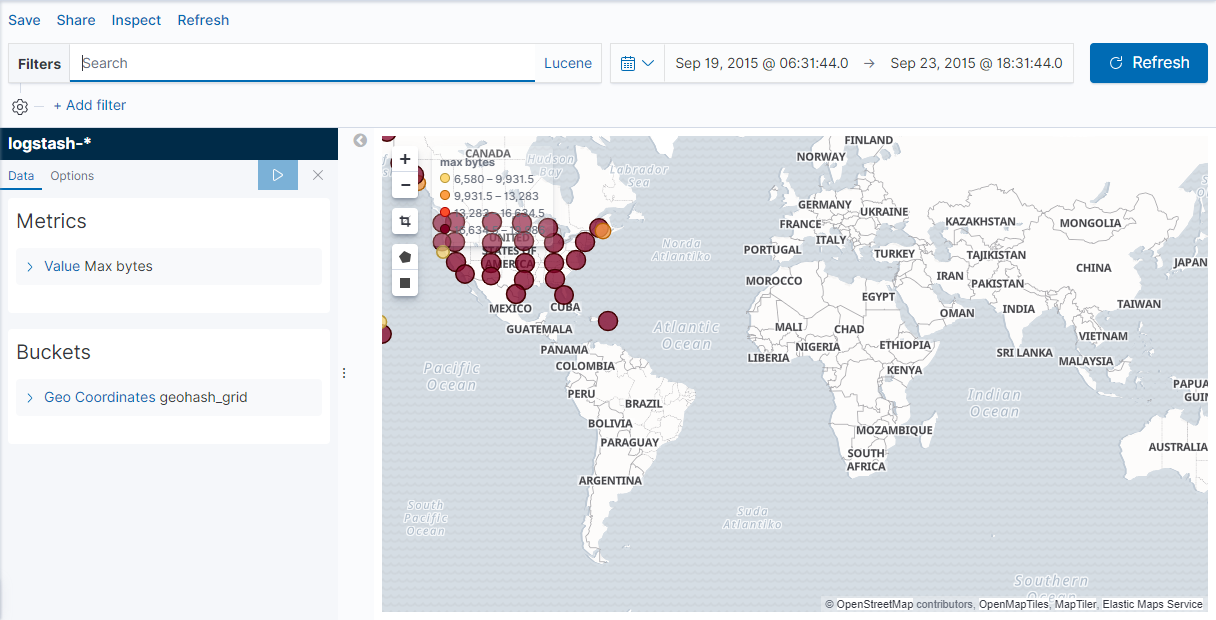 Save Share Inspect Refresh
Filters Search Lucene Sep 19, 2015 @ 06:31:44.0 → Sep 23, 2015 @ 18:31:44.0 Refresh
+ Add filter
logstash-*
Data Options
Metrics
Value Max bytes
Buckets
Geo Coordinates geohash_grid
max bytes
6,580 – 9,931.5
9,931.5 – 13,283
13,283 – 16,634.5
CANADA
Hudson
Bay
Labrador
Sea
UNITED
STATES OF
AMERICA
MEXICO
CUBA
GUATEMALA
PANAMA
COLOMBIA
PERU
BRAZIL
BOLIVIA
PARAGUAY
ARGENTINA
Pacific
Ocean
South
Pacific
Ocean
Norda
Atlantiko
Atlantic
Ocean
Suda
Atlantiko
FINLAND
NORWAY
GERMANY
UKRAINE
FRANCE
ITALY
PORTUGAL
TURKEY
MOROCCO
EGYPT
MALI
CHAD
NIGERIA
ETHIOPIA
LIBERIA
KENYA
MOZAMBIQUE
SOUTH
AFRICA
KAZAKHSTAN
MONGOLIA
TAJIKISTAN
CHINA
JAPAN
IRAN
PAKISTAN
OMAN
INDIA
TAIWAN
VIETNAM
SRI LANKA
MALAYSIA
PAPUA
GUIN
AUSTRALIA
Indian
Ocean
Southern
Ocean
© OpenStreetMap contributors, OpenMapTiles, MapTiler, Elastic Maps Service